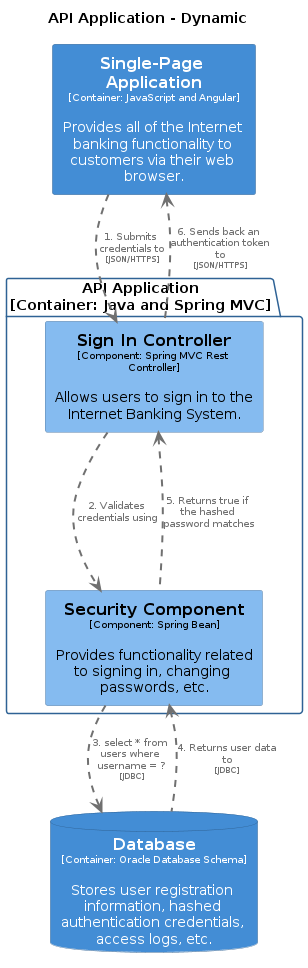 API Application - Dynamic
Single-Page
Application
[Container: JavaScript and Angular]
Provides all of the Internet
banking functionality to
customers via their web
browser.
1. Submits
credentials to
[JSON/HTTPS]
6. Sends back an
authentication token
to
[JSON/HTTPS]
API Application
[Container: Java and Spring MVC]
Sign In Controller
[Component: Spring MVC Rest
Controller]
Allows users to sign in to the
Internet Banking System.
2. Validates
credentials using
5. Returns true if
the hashed
password matches
Security Component
[Component: Spring Bean]
Provides functionality related
to signing in, changing
passwords, etc.
3. select * from
users where
username = ?
[JDBC]
4. Returns user data
to
[JDBC]
Database
[Container: Oracle Database Schema]
Stores user registration
information, hashed
authentication credentials,
access logs, etc.